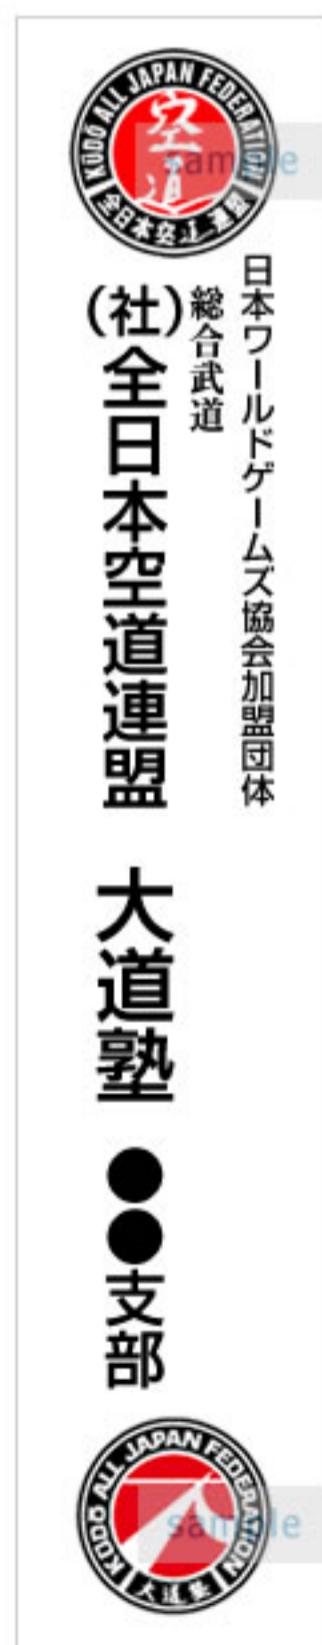 KUDO ALL JAPAN FEDERATION
空道
全日本空道連盟
sample
日本ワールドゲームズ協会加盟団体
総合武道
(社)全日本空道連盟 大道塾 ●●支部
KUDO ALL JAPAN FEDERATION
大道塾
sample